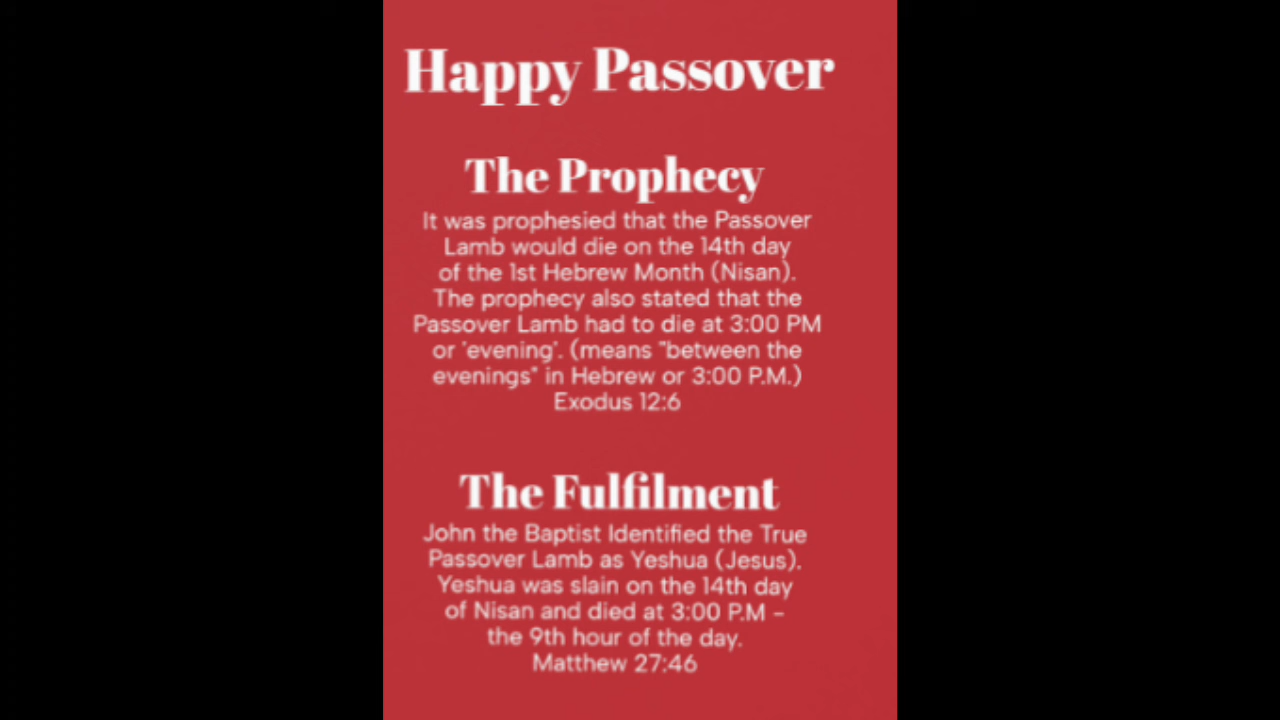 Happy Passover
The Prophecy
It was prophesied that the Passover
Lamb would die on the 14th day
of the 1st Hebrew Month (Nisan).
The prophecy also stated that the
Passover Lamb had to die at 3:00 PM
or 'evening'. (means "between the
evenings" in Hebrew or 3:00 P.M.)
Exodus 12:6
The Fulfilment
John the Baptist Identified the True
Passover Lamb as Yeshua (Jesus).
Yeshua was slain on the 14th day
of Nisan and died at 3:00 P.M -
the 9th hour of the day.
Matthew 27:46